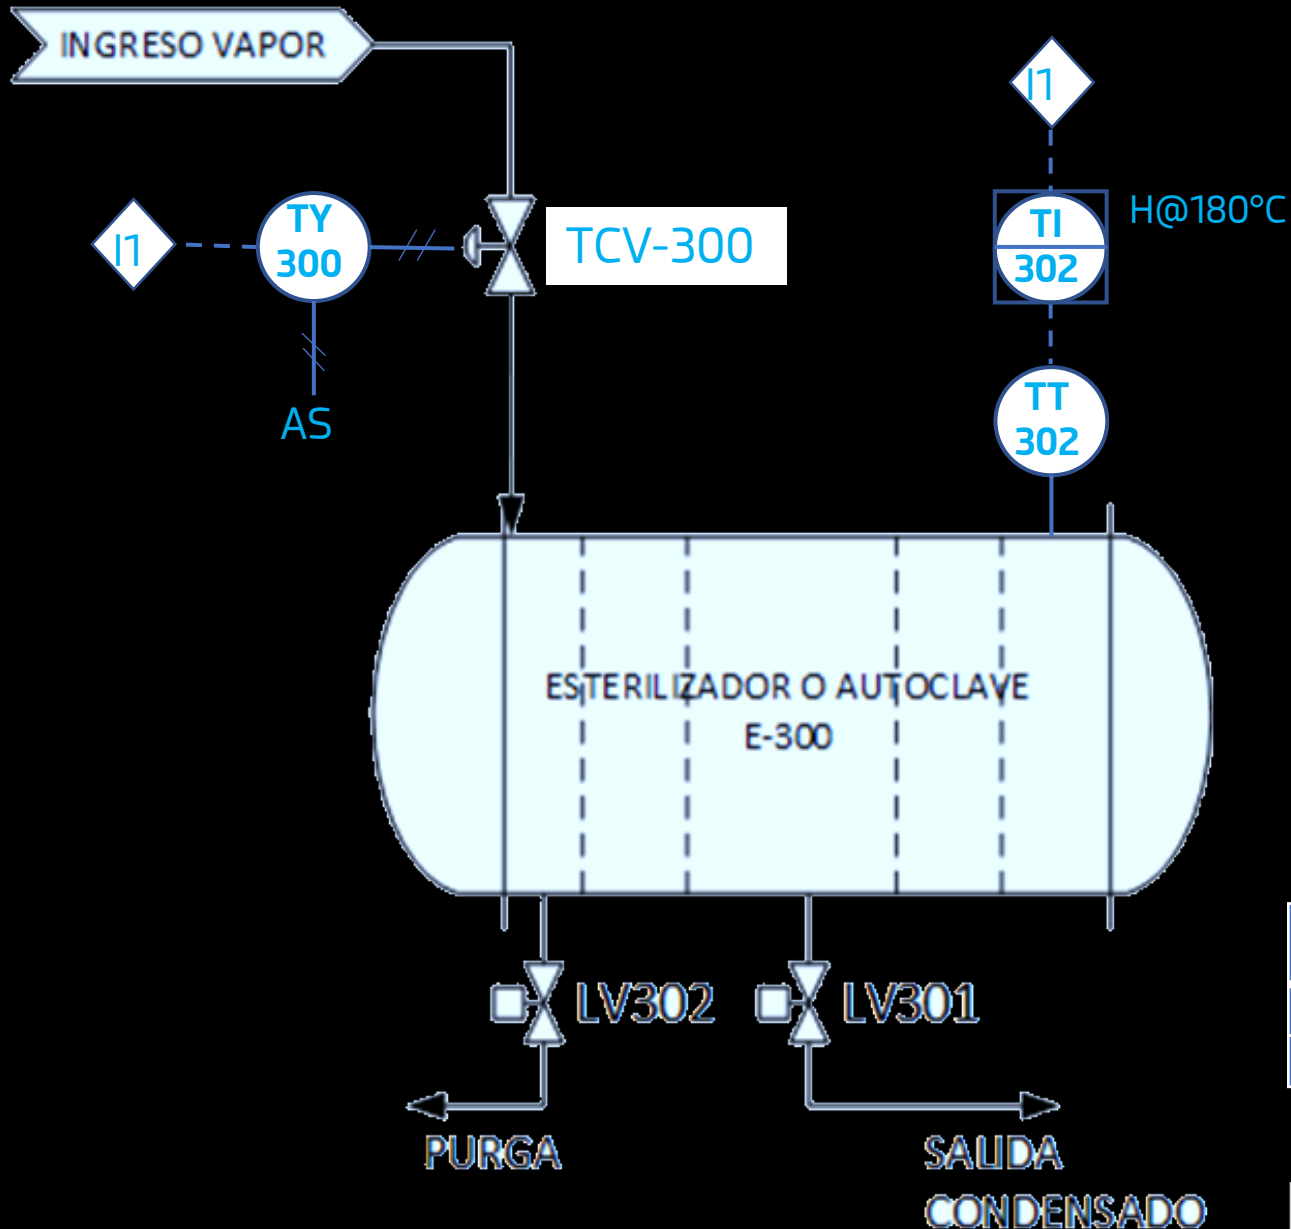 INGRESO VAPOR
I1
H@180°C
TI
302
I1
TY
300
TCV-300
TT
302
AS
ESTERILIZADOR O AUTOCLAVE
E-300
LV302
LV301
PURGA
SALIDA
CONDENSADO